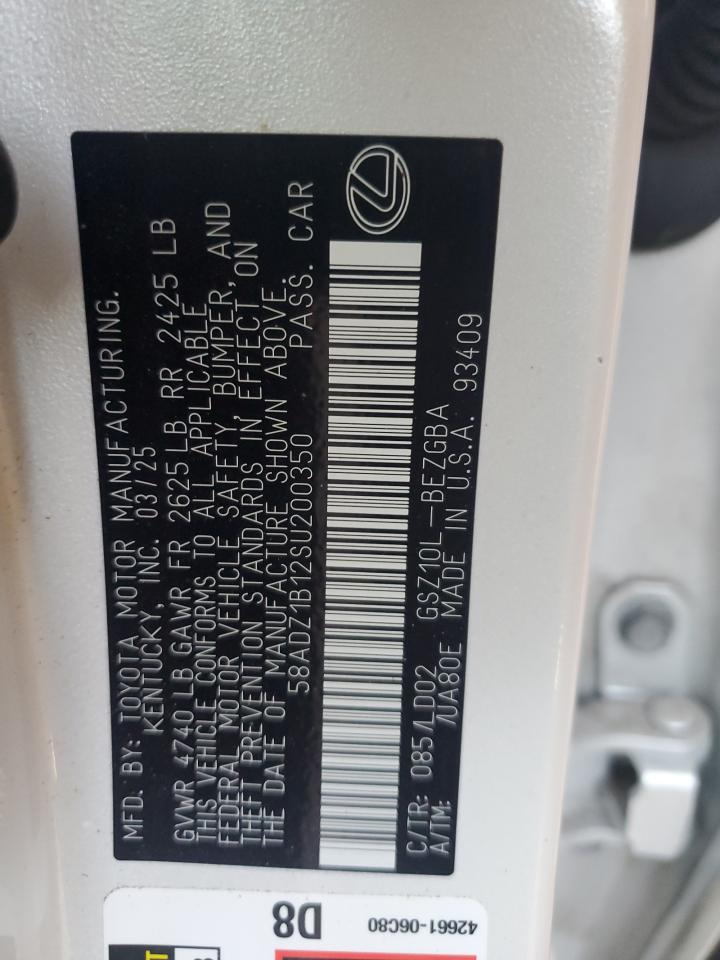 MFD. BY: TOYOTA MOTOR MANUFACTURING.
KENTUCKY, INC. 03/25
GVWR 4740 LB GAWR FR 2625 LB RR 2425 LB
THIS VEHICLE CONFORMS TO ALL APPLICABLE
FEDERAL MOTOR VEHICLE SAFETY, BUMPER, AND
THEFT PREVENTION STANDARDS IN EFFECT ON
THE DATE OF MANUFACTURE SHOWN ABOVE.
58ADZ1B12SU200350 PASS. CAR
C/TR: 085/LD02 GSZ10L-BEZGBA
A/TM: /UA80E MADE IN U.S.A. 93409
D8
42661-06C80